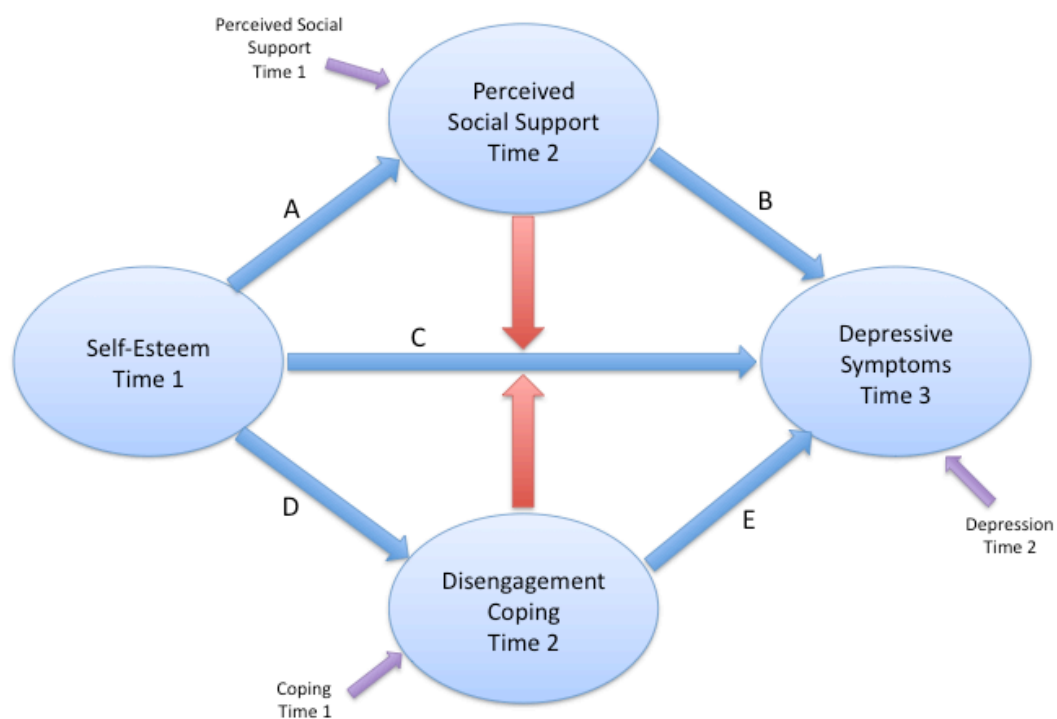 Perceived Social
Support
Time 1
Perceived
Social Support
Time 2
A
B
Self-Esteem
Time 1
C
Depressive
Symptoms
Time 3
D
E
Disengagement
Coping
Time 2
Depression
Time 2
Coping
Time 1